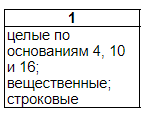 1
целые по
основаниям 4, 10
и 16;
вещественные;
строковые